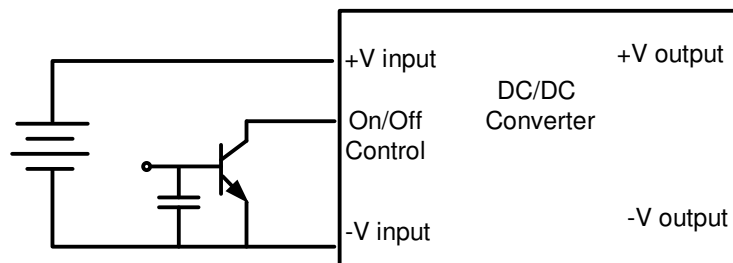 +V input
+V output
DC/DC
Converter
On/Off
Control
-V input
-V output